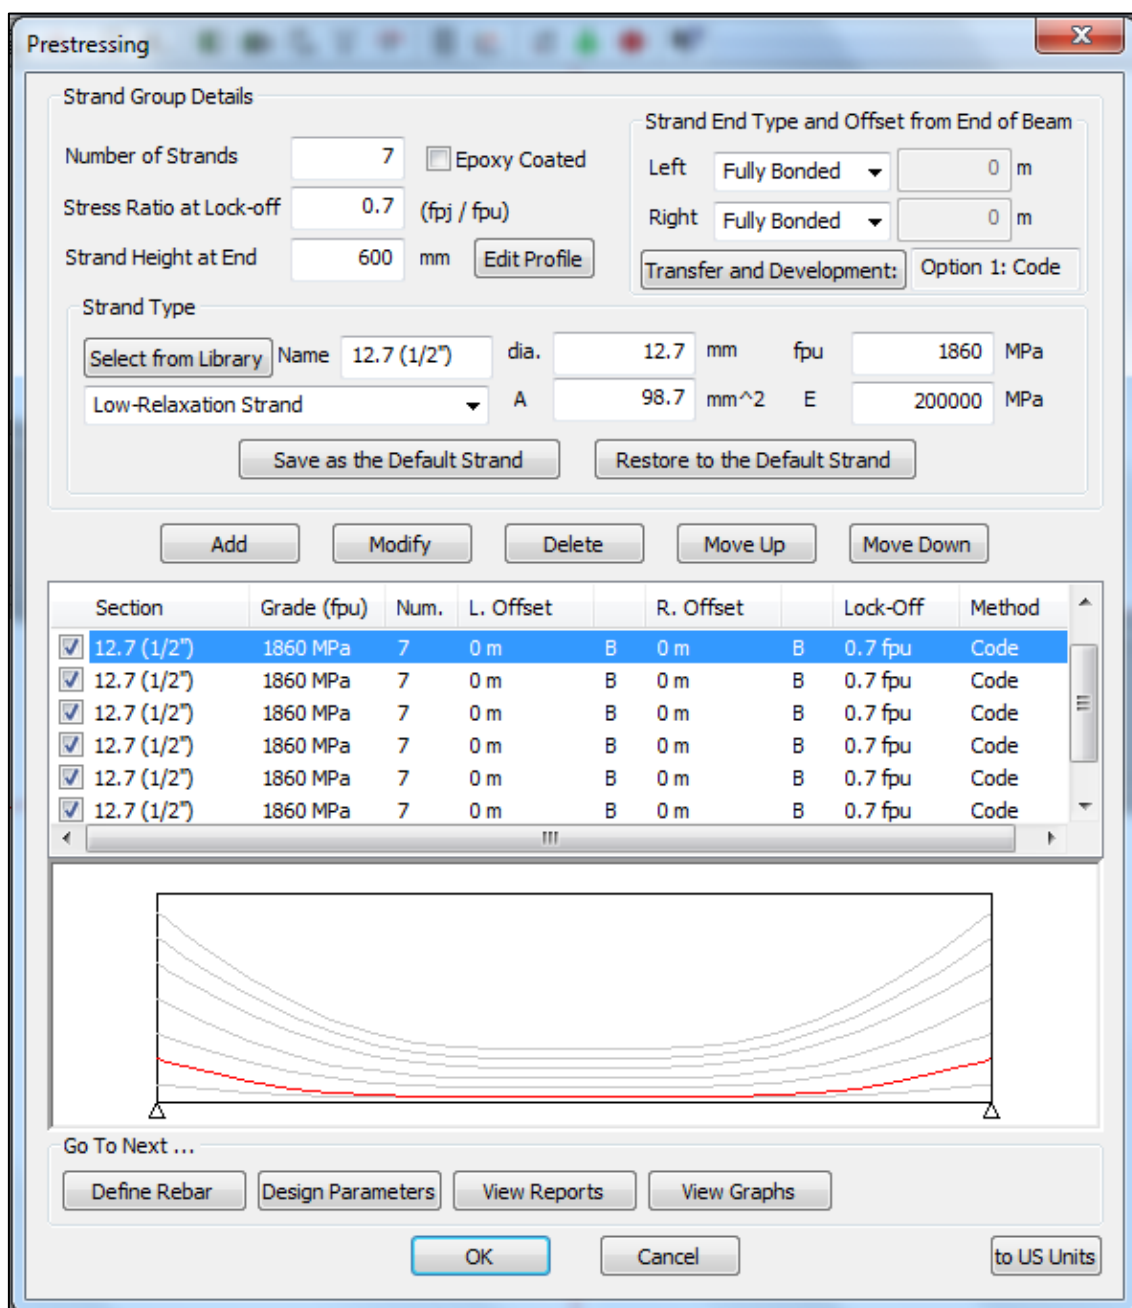 Prestressing
Strand Group Details
Number of Strands 7 Epoxy Coated
Stress Ratio at Lock-off 0.7 (fpj / fpu)
Strand Height at End 600 mm Edit Profile
Strand End Type and Offset from End of Beam
Left Fully Bonded 0 m
Right Fully Bonded 0 m
Transfer and Development: Option 1: Code
Strand Type
Select from Library Name 12.7 (1/2") dia. 12.7 mm fpu 1860 MPa
Low-Relaxation Strand A 98.7 mm^2 E 200000 MPa
Save as the Default Strand Restore to the Default Strand
Add Modify Delete Move Up Move Down
Section Grade (fpu) Num. L. Offset R. Offset Lock-Off Method
12.7 (1/2") 1860 MPa 7 0 m B 0 m B 0.7 fpu Code
12.7 (1/2") 1860 MPa 7 0 m B 0 m B 0.7 fpu Code
12.7 (1/2") 1860 MPa 7 0 m B 0 m B 0.7 fpu Code
12.7 (1/2") 1860 MPa 7 0 m B 0 m B 0.7 fpu Code
12.7 (1/2") 1860 MPa 7 0 m B 0 m B 0.7 fpu Code
12.7 (1/2") 1860 MPa 7 0 m B 0 m B 0.7 fpu Code
Go To Next ...
Define Rebar Design Parameters View Reports View Graphs
OK Cancel to US Units